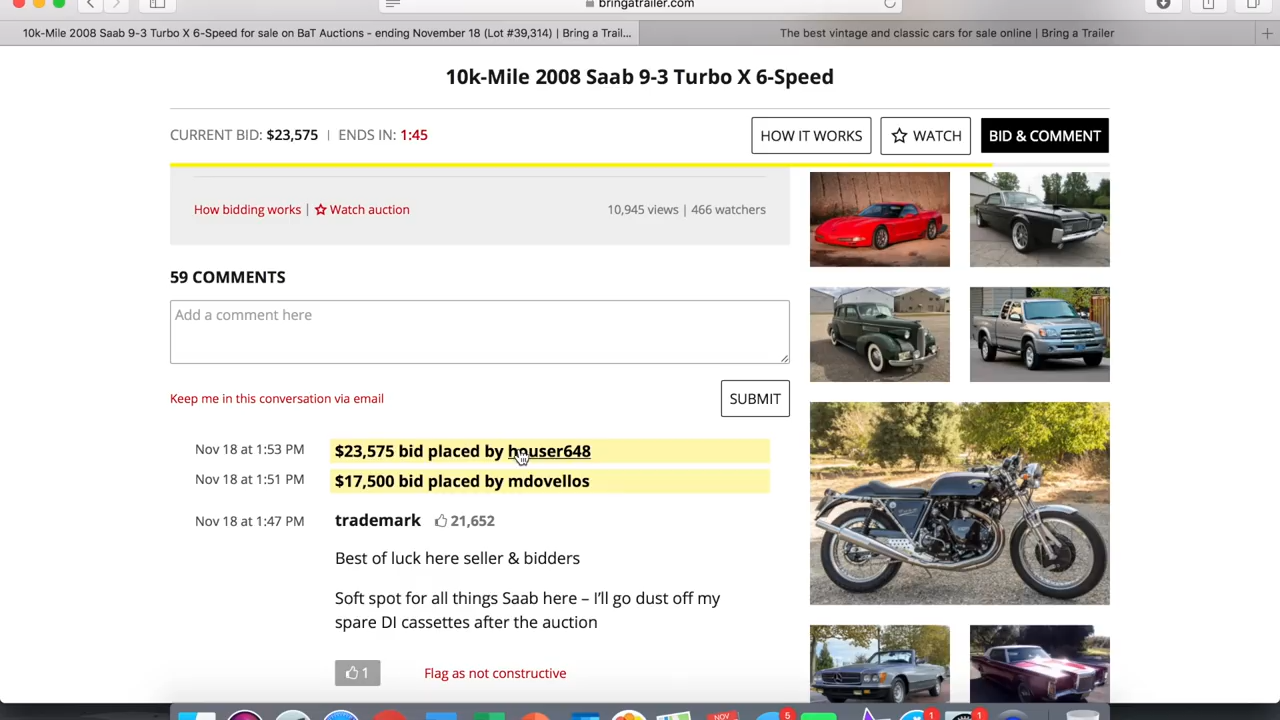 bringatrailer.com
10k-Mile 2008 Saab 9-3 Turbo X 6-Speed for sale on BaT Auctions - ending November 18 (Lot #39,314) | Bring a Trail...
The best vintage and classic cars for sale online | Bring a Trailer
10k-Mile 2008 Saab 9-3 Turbo X 6-Speed
CURRENT BID: $23,575 | ENDS IN: 1:45
HOW IT WORKS
WATCH
BID & COMMENT
How bidding works | Watch auction
10,945 views | 466 watchers
59 COMMENTS
Add a comment here
Keep me in this conversation via email
SUBMIT
Nov 18 at 1:53 PM
$23,575 bid placed by houser648
Nov 18 at 1:51 PM
$17,500 bid placed by mdovellos
Nov 18 at 1:47 PM
trademark 21,652
Best of luck here seller & bidders
Soft spot for all things Saab here – I'll go dust off my
spare DI cassettes after the auction
1
Flag as not constructive
NOV
5
1
1